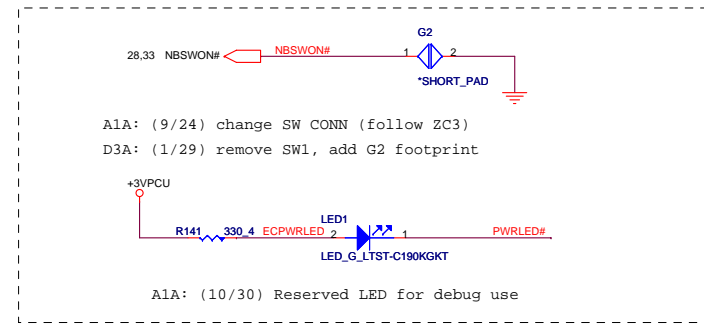 G2
28,33 NBSWON# NBSWON# 1 2
*SHORT_PAD
A1A: (9/24) change SW CONN (follow ZC3)
D3A: (1/29) remove SW1, add G2 footprint
+3VPCU
LED1
R141 330_4 ECPWRLED 2 1 PWRLED#
LED_G_LTST-C190KGKT
A1A: (10/30) Reserved LED for debug use